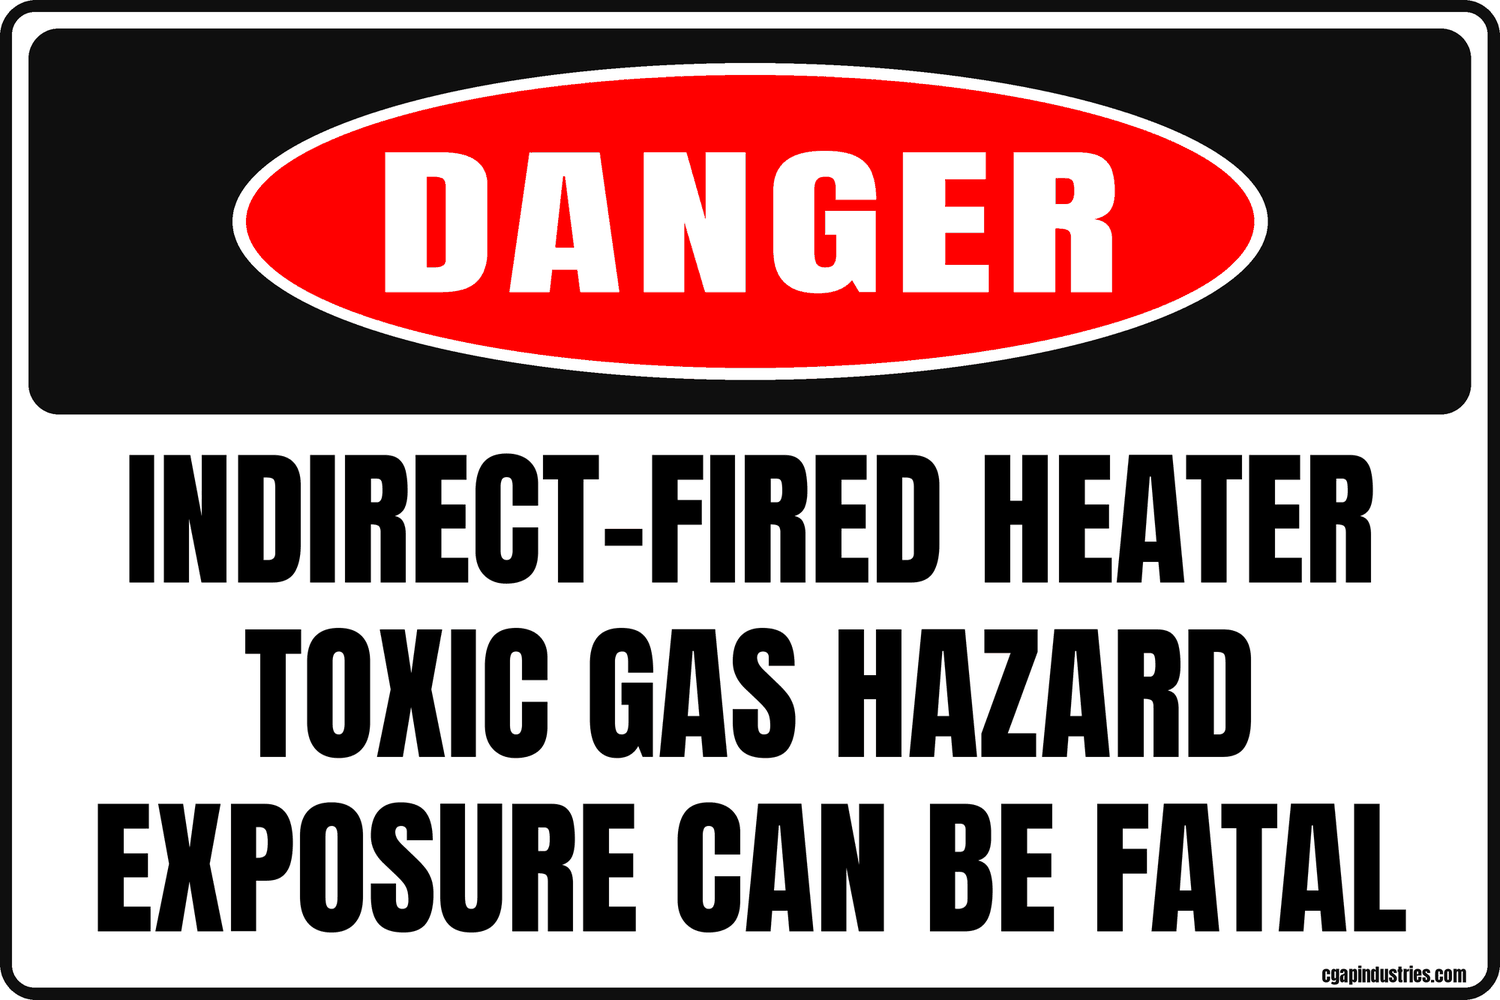 DANGER
INDIRECT-FIRED HEATER
TOXIC GAS HAZARD
EXPOSURE CAN BE FATAL
cgapindustries.com